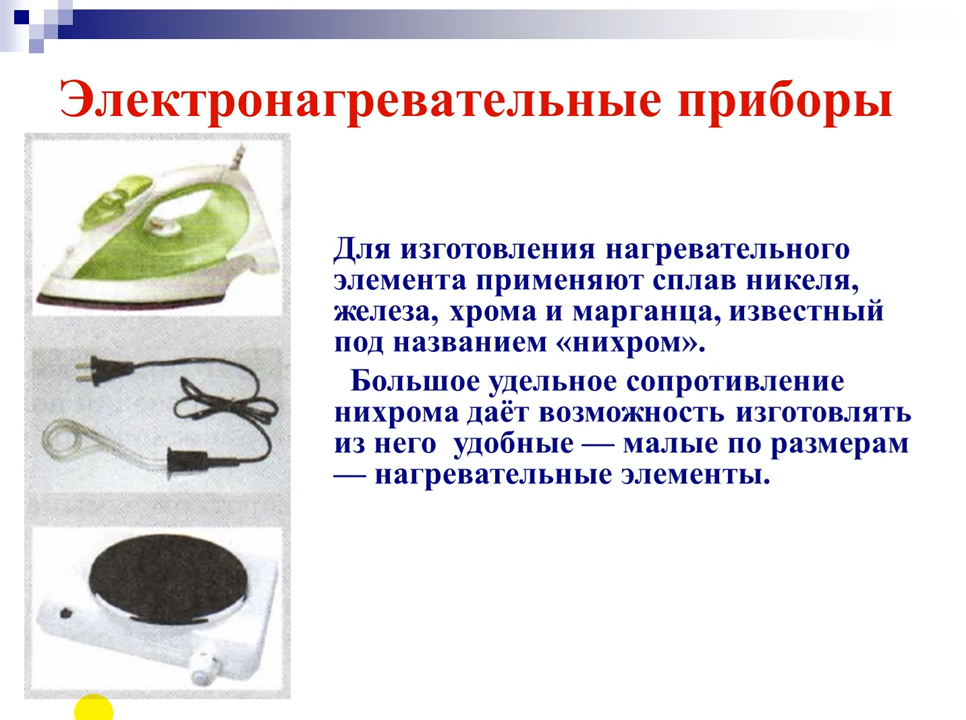 Электронагревательные приборы
Для изготовления нагревательного
элемента применяют сплав никеля,
железа, хрома и марганца, известный
под названием «нихром».
Большое удельное сопротивление
нихрома даёт возможность изготовлять
из него удобные — малые по размерам
— нагревательные элементы.